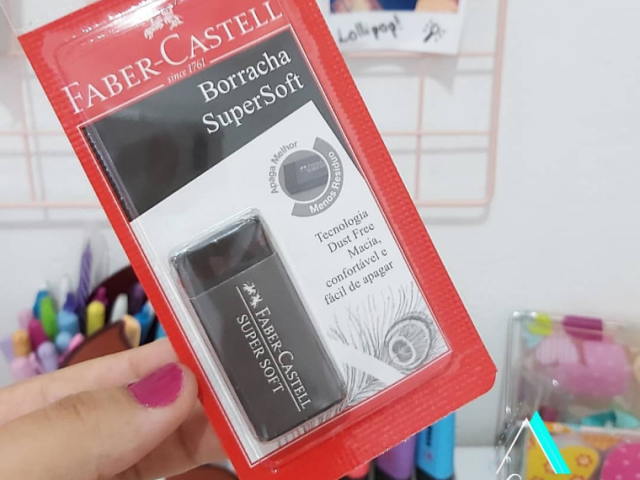 Lollipop!
FABER-CASTELL
since 1761
Borracha
SuperSoft
Apaga Melhor
Menos Resíduo
Tecnologia
Dust Free
Macia,
confortável e
fácil de apagar
FABER-CASTELL
SUPER SOFT